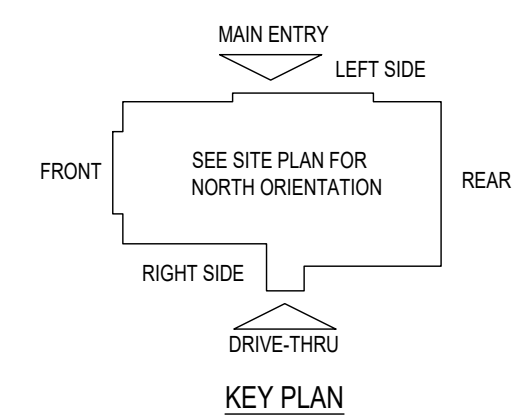 MAIN ENTRY
LEFT SIDE
FRONT
SEE SITE PLAN FOR
NORTH ORIENTATION
REAR
RIGHT SIDE
DRIVE-THRU
KEY PLAN